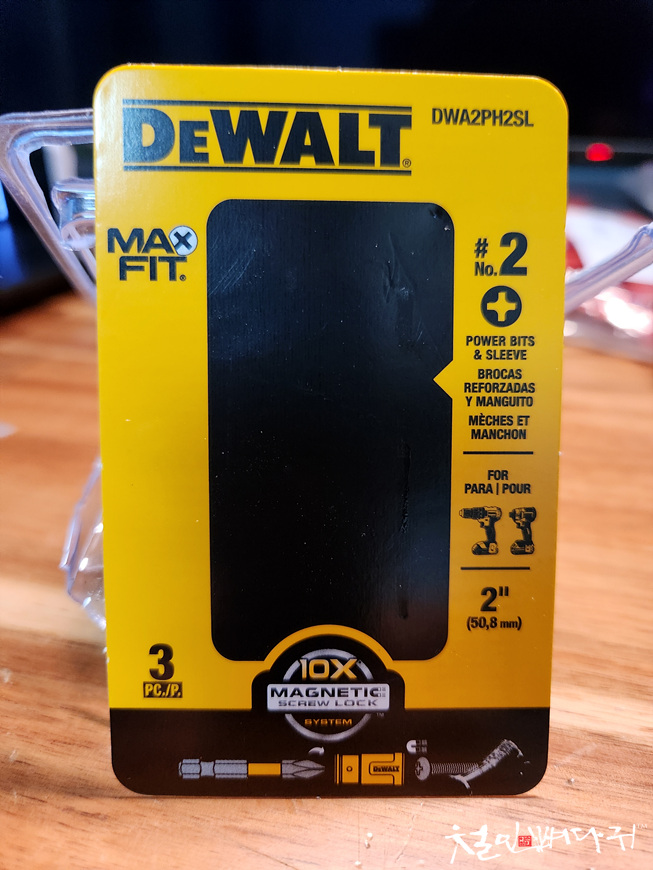 DEWALT®
DWA2PH2SL
MAX
FIT®
# No. 2
POWER BITS
& SLEEVE
BROCAS
REFORZADAS
Y MANGUITO
MÈCHES ET
MANCHON
FOR
PARA | POUR
2"
(50,8 mm)
3
PC./P.
10X
MAGNETIC
SCREW LOCK
SYSTEM™
DEWALT